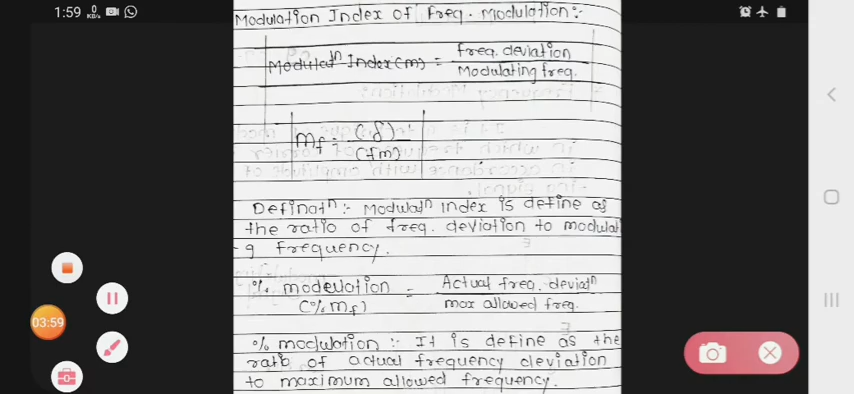 1:59 0 KB/s
Modulation Index of Freq. Modulation:-
Modulatⁿ Index(m) = freq. deviation
Modulating freq.
mf = (δ)
(fm)
Definatⁿ:- Modulatⁿ Index is define as
the ratio of freq. deviation to modulat
-g frequency.
% modulation = Actual freq. deviatⁿ
(% mf) max allowed freq.
% modulation:- It is define as the
ratio of actual frequency deviation
to maximum allowed frequency.
03:59